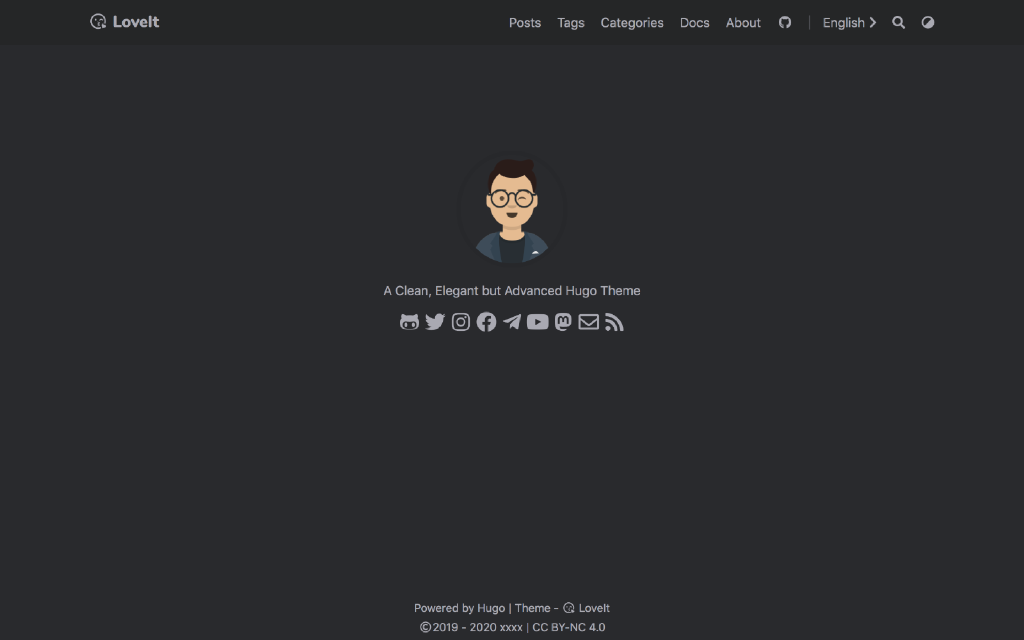 LoveIt
Posts Tags Categories Docs About English
A Clean, Elegant but Advanced Hugo Theme
Powered by Hugo | Theme - LoveIt
©2019 - 2020 xxxx | CC BY-NC 4.0